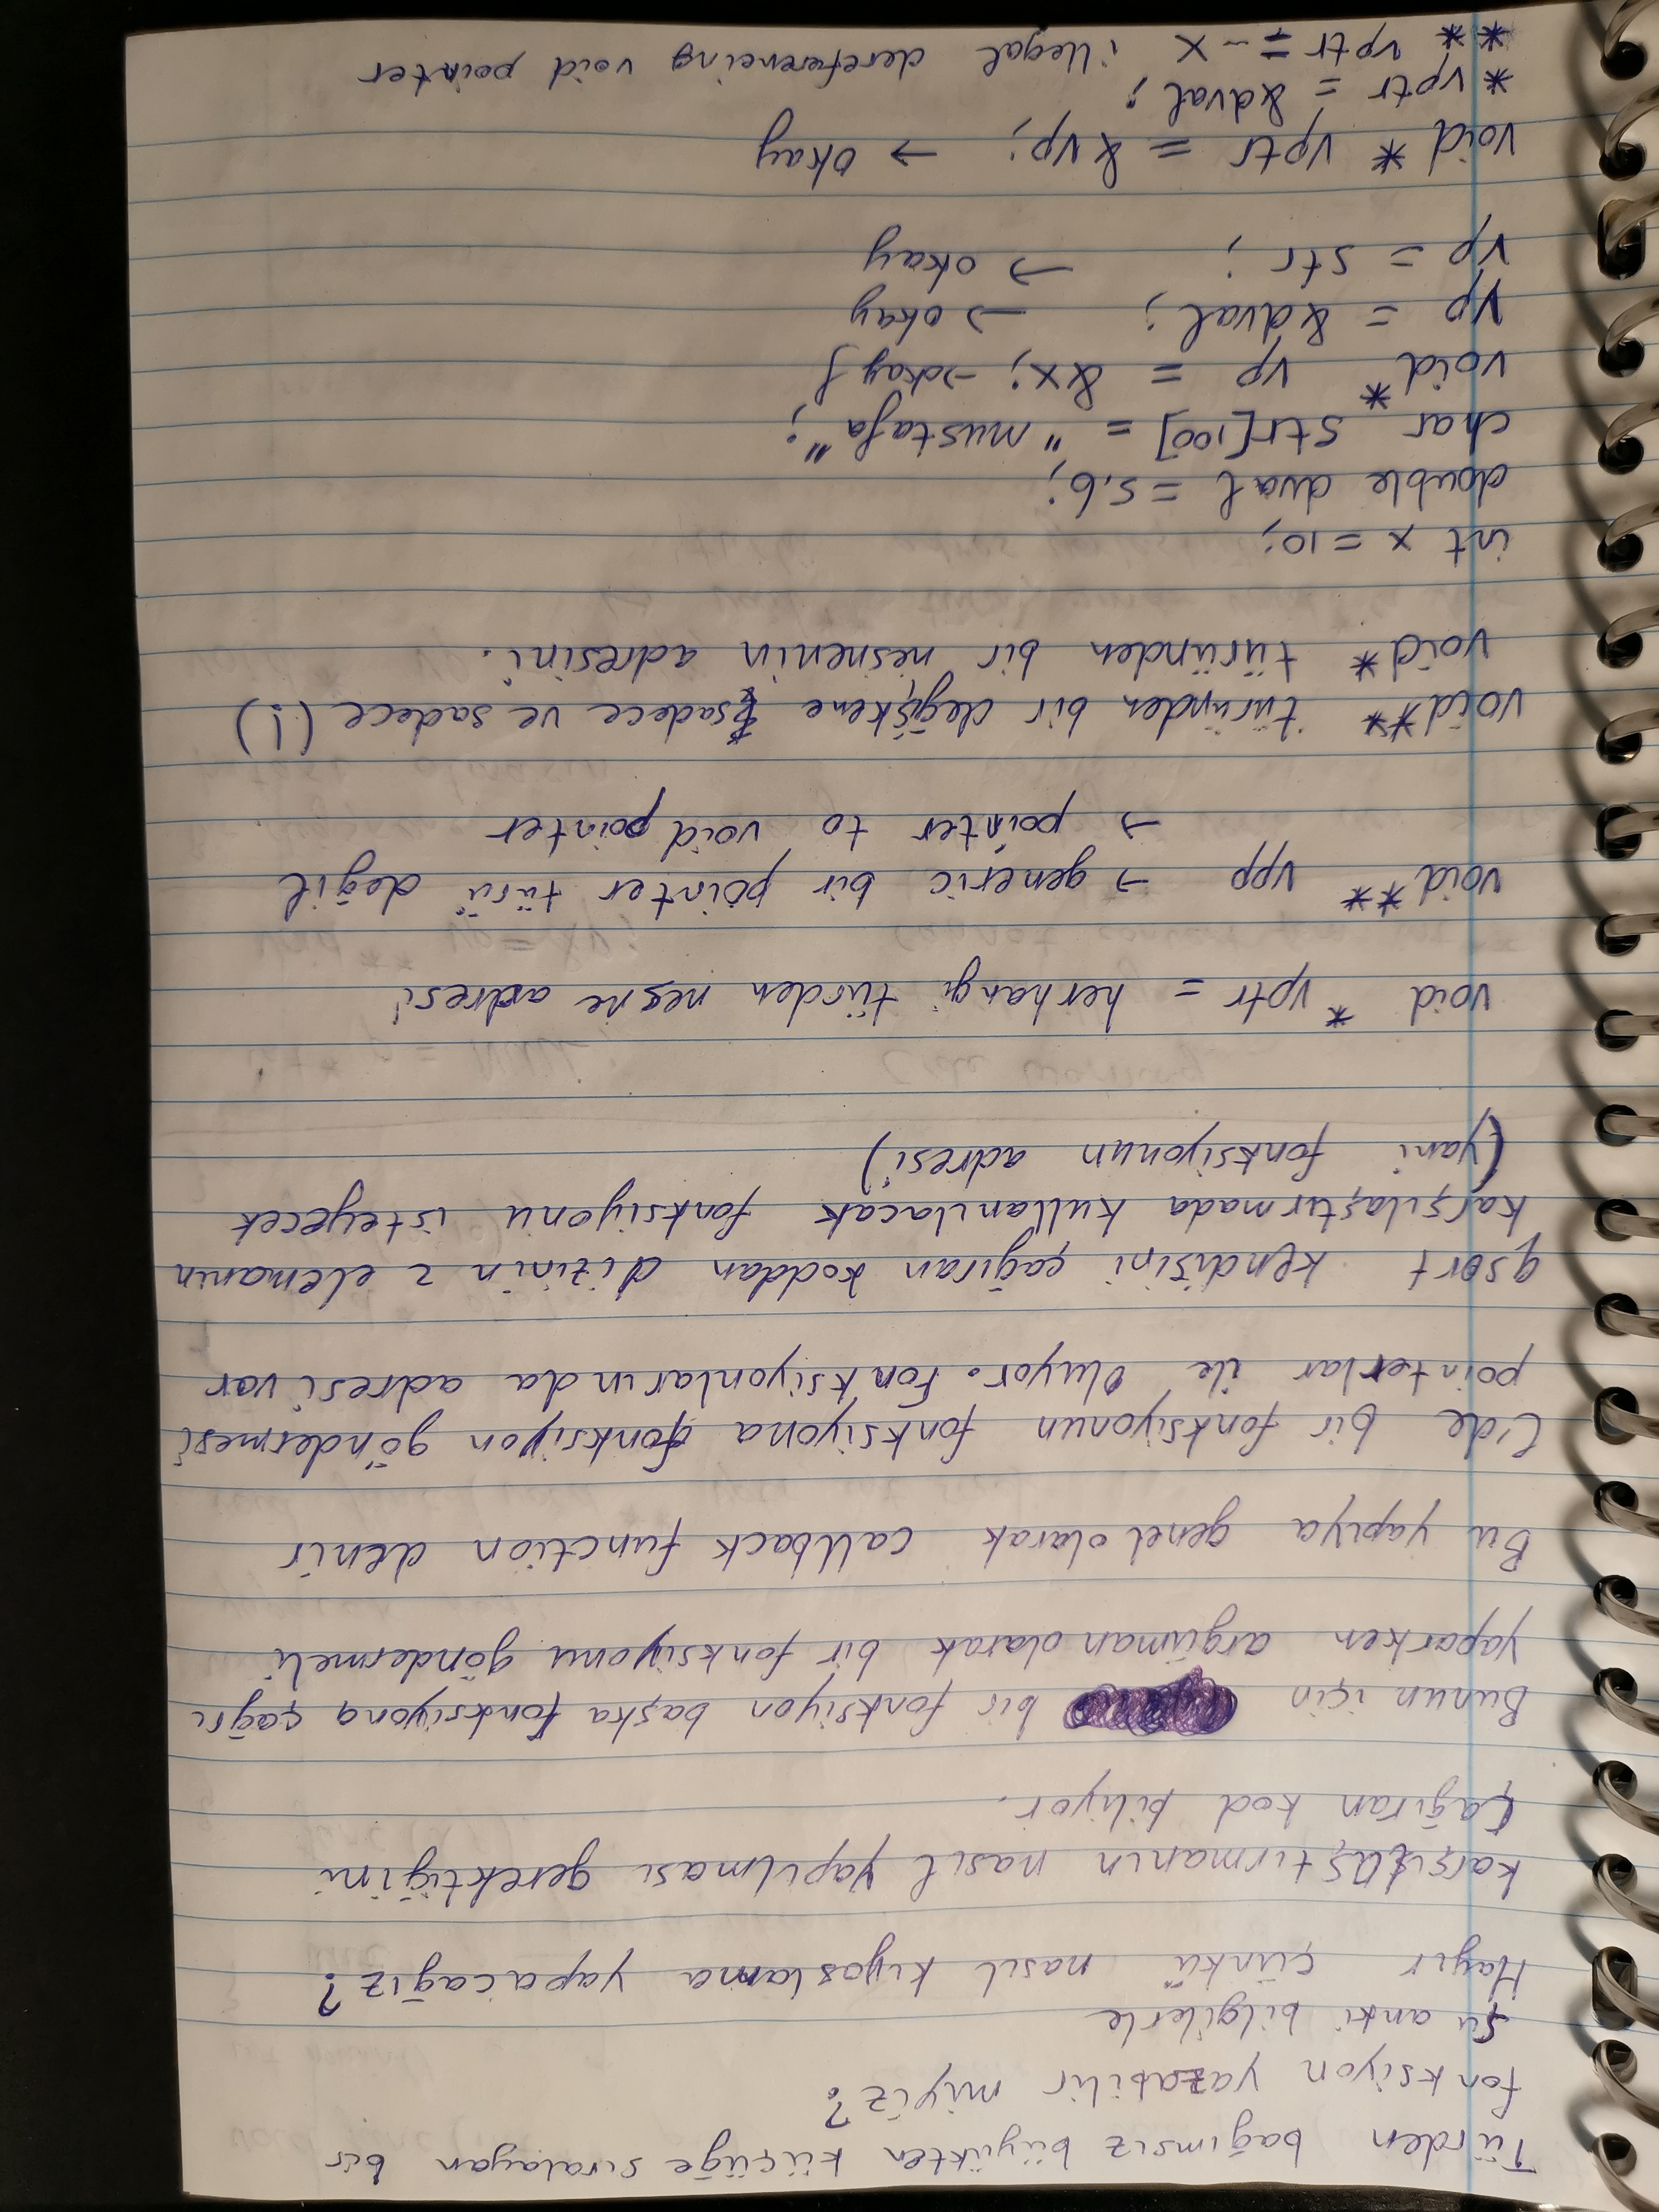 Türden bağımsız büyükten küçüğe sıralayan bir
fonksiyon yazabilir miyiz?
Şu anki bilgilerle
Hayır çünkü nasıl kıyaslama yapacağız?
karşılaştırmanın nasıl yapılması gerektiğini
Çağıran kod biliyor.
Bunun için bir fonksiyon başka fonksiyona çağrı
yaparken argüman olarak bir fonksiyonu göndermeli
Bu yapıya genel olarak callback function denir
C'de bir fonksiyonun fonksiyona fonksiyon göndermesi
pointerlar ile oluyor. Fonksiyonlarında adresi var
qsort kendisini çağıran koddan dizinin 2 elemanın
karşılaştırmada kullanılacak fonksiyonu isteyecek
(yani fonksiyonun adresi)
void * vptr = herhangi türden nesne adresi
void** vpp → generic bir pointer türü değil
→ pointer to void pointer
void** türünden bir değişkene sadece ve sadece (!)
void* türünden bir nesnenin adresini.
int x = 10;
double dval = 5.6;
char str[100] = "mustafa";
void* vp = &x; → okay
vp = &dval; → okay
vp = str; → okay
void * vptr = &vp; → okay
*vptr = &dval;
** vptr = - x illegal dereferencing void pointer